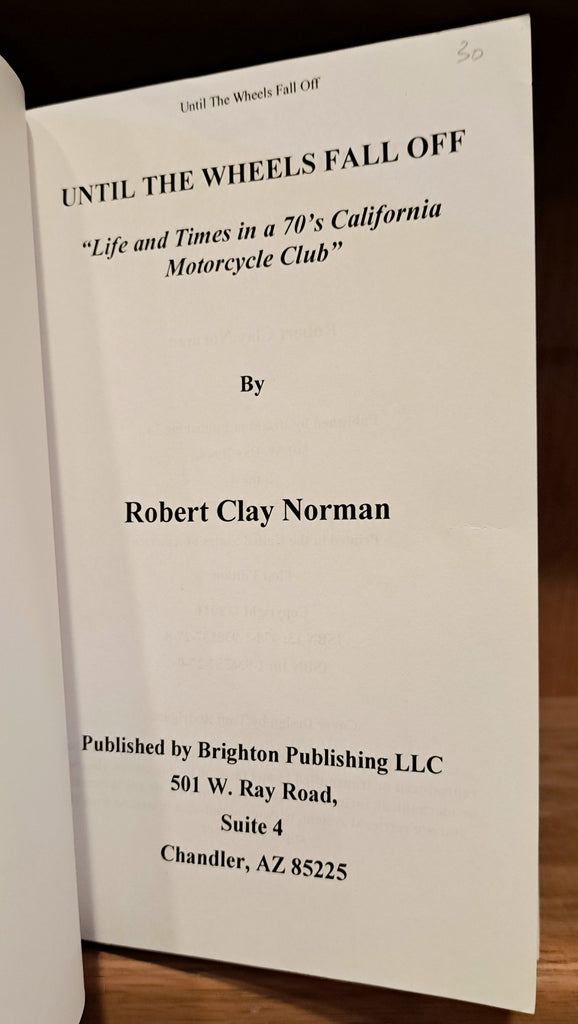 30
Until The Wheels Fall Off
UNTIL THE WHEELS FALL OFF
“Life and Times in a 70’s California
Motorcycle Club”
By
Robert Clay Norman
Published by Brighton Publishing LLC
501 W. Ray Road,
Suite 4
Chandler, AZ 85225